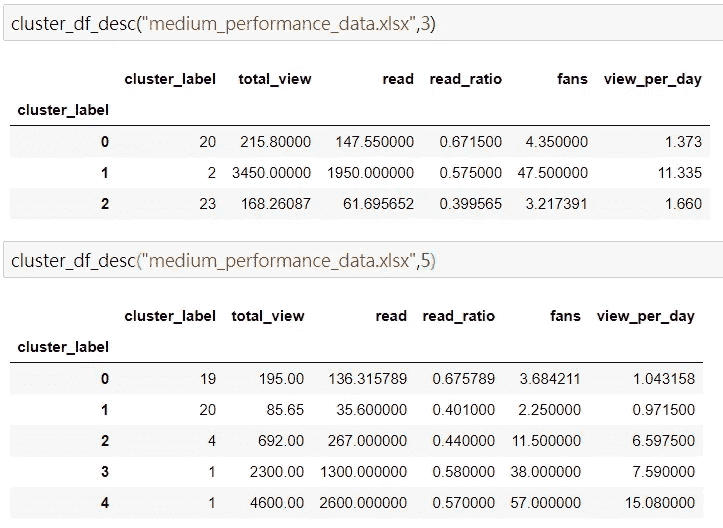 cluster_df_desc("medium_performance_data.xlsx",3)
cluster_label total_view read read_ratio fans view_per_day
cluster_label
0 20 215.80000 147.550000 0.671500 4.350000 1.373
1 2 3450.00000 1950.000000 0.575000 47.500000 11.335
2 23 168.26087 61.695652 0.399565 3.217391 1.660
cluster_df_desc("medium_performance_data.xlsx",5)
cluster_label total_view read read_ratio fans view_per_day
cluster_label
0 19 195.00 136.315789 0.675789 3.684211 1.043158
1 20 85.65 35.600000 0.401000 2.250000 0.971500
2 4 692.00 267.000000 0.440000 11.500000 6.597500
3 1 2300.00 1300.000000 0.580000 38.000000 7.590000
4 1 4600.00 2600.000000 0.570000 57.000000 15.080000